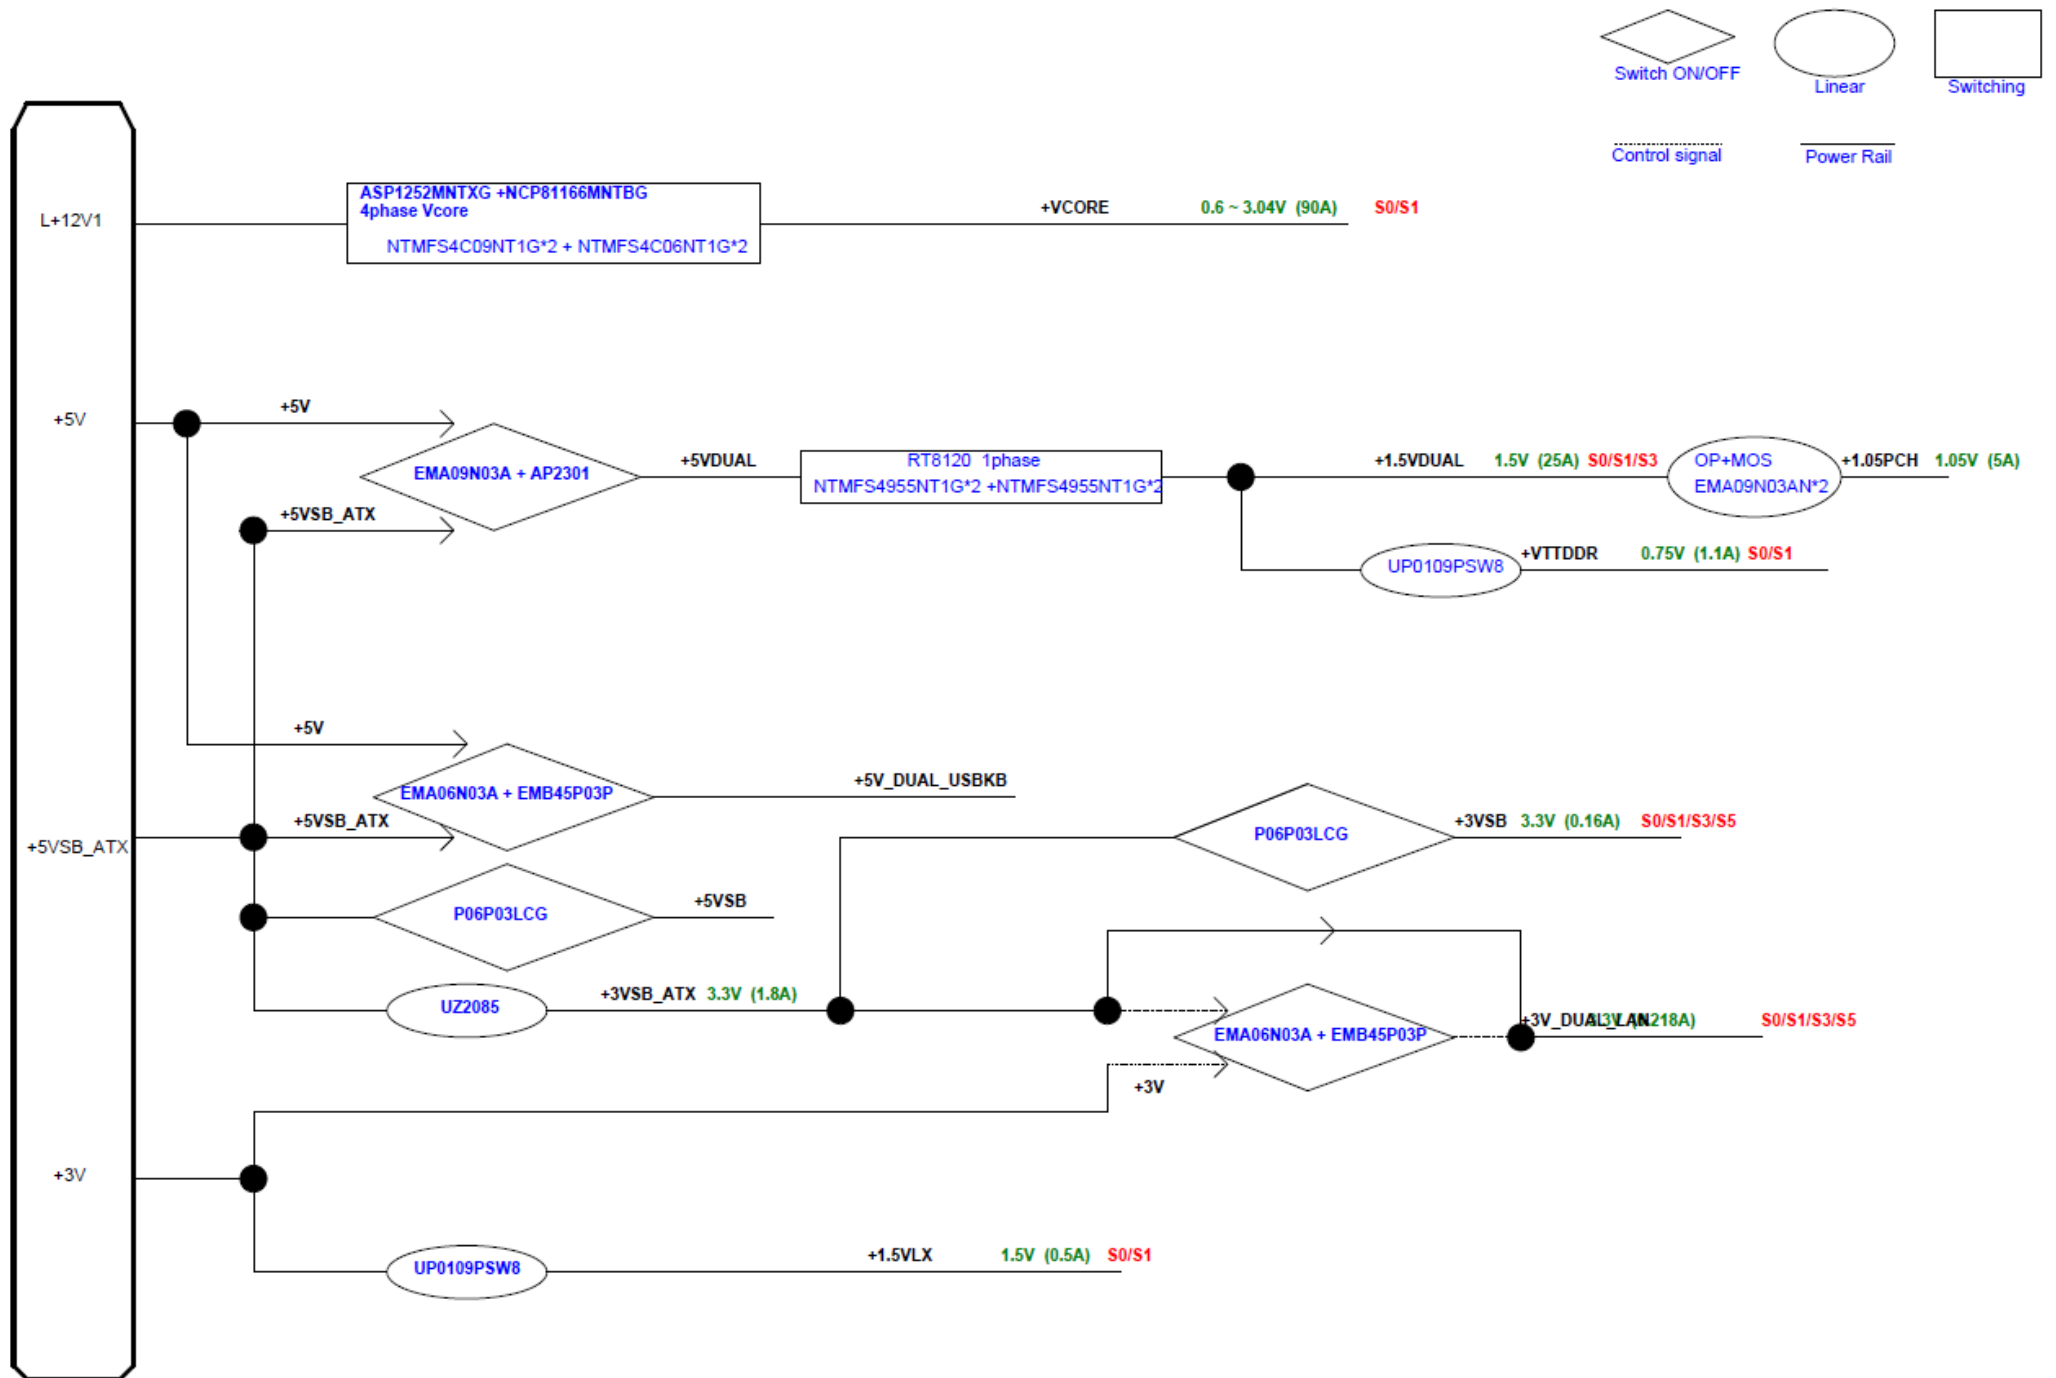 Switch ON/OFF
Linear
Switching
Control signal
Power Rail
L+12V1
ASP1252MNTXG +NCP81166MNTBG
4phase Vcore
NTMFS4C09NT1G*2 + NTMFS4C06NT1G*2
+VCORE 0.6 ~ 3.04V (90A) S0/S1
+5V
+5V
EMA09N03A + AP2301
+5VSB_ATX
+5VDUAL
RT8120 1phase
NTMFS4955NT1G*2 +NTMFS4955NT1G*2
+1.5VDUAL 1.5V (25A) S0/S1/S3
OP+MOS
EMA09N03AN*2
+1.05PCH 1.05V (5A)
UP0109PSW8
+VTTDDR 0.75V (1.1A) S0/S1
+5V
EMA06N03A + EMB45P03P
+5V_DUAL_USBKB
+5VSB_ATX
+5VSB_ATX
P06P03LCG
+3VSB 3.3V (0.16A) S0/S1/S3/S5
P06P03LCG
+5VSB
UZ2085
+3VSB_ATX 3.3V (1.8A)
EMA06N03A + EMB45P03P
+3V_DUAL_LAN S0/S1/S3/S5
+3V
+3V
UP0109PSW8
+1.5VLX 1.5V (0.5A) S0/S1